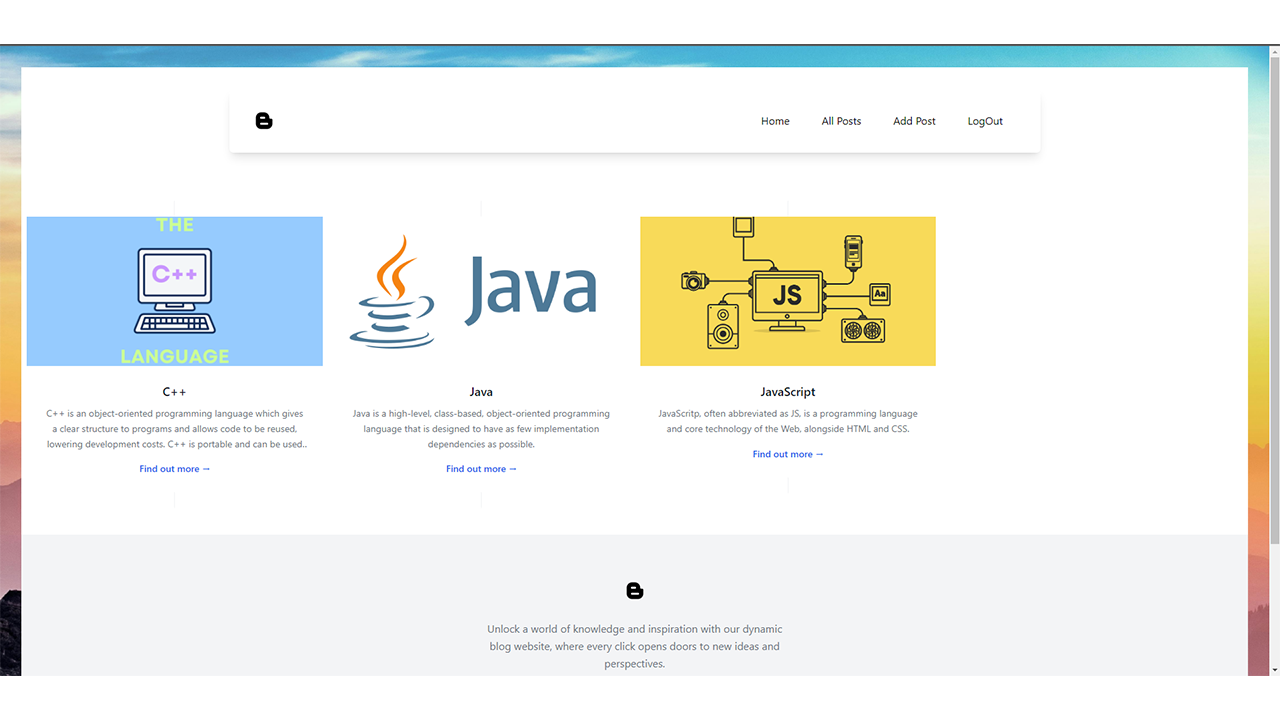 Home
All Posts
Add Post
LogOut
THE
C++
LANGUAGE
Java
JS
Aa
C++
C++ is an object-oriented programming language which gives
a clear structure to programs and allows code to be reused,
lowering development costs. C++ is portable and can be used..
Find out more →
Java
Java is a high-level, class-based, object-oriented programming
language that is designed to have as few implementation
dependencies as possible.
Find out more →
JavaScript
JavaScritp, often abbreviated as JS, is a programming language
and core technology of the Web, alongside HTML and CSS.
Find out more →
Unlock a world of knowledge and inspiration with our dynamic
blog website, where every click opens doors to new ideas and
perspectives.